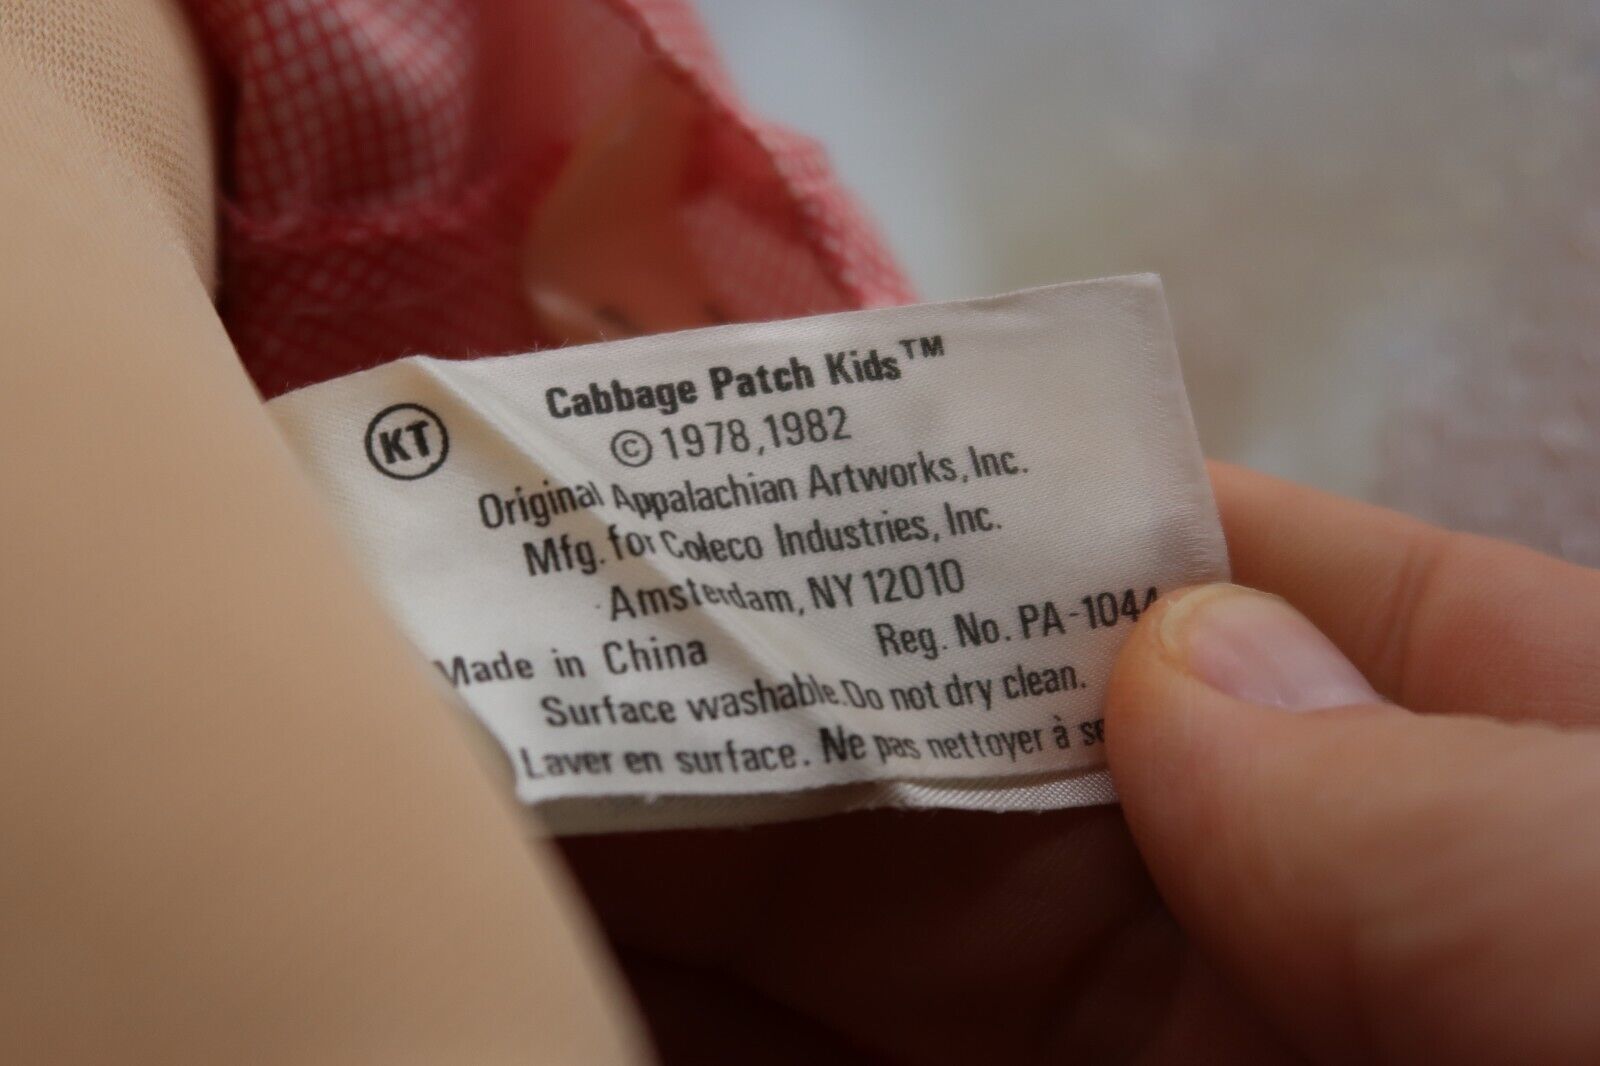 Cabbage Patch Kids™
KT
© 1978, 1982
Original Appalachian Artworks, Inc.
Mfg. for Coleco Industries, Inc.
Amsterdam, NY 12010
Made in China Reg. No. PA-1044
Surface washable. Do not dry clean.
Laver en surface. Ne pas nettoyer à